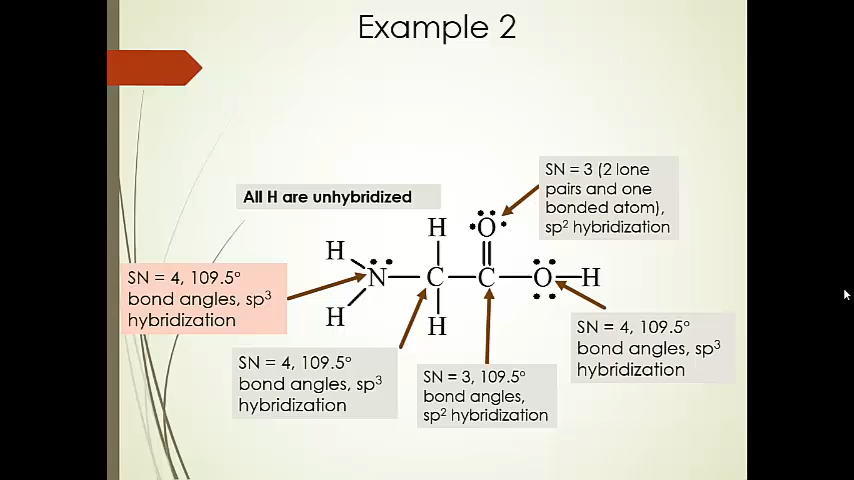 Example 2
SN = 3 (2 lone
pairs and one
bonded atom),
sp² hybridization
All H are unhybridized
H H O
N C C O H
H H
SN = 4, 109.5°
bond angles, sp³
hybridization
SN = 4, 109.5°
bond angles, sp³
hybridization
SN = 3, 109.5°
bond angles,
sp² hybridization
SN = 4, 109.5°
bond angles, sp³
hybridization